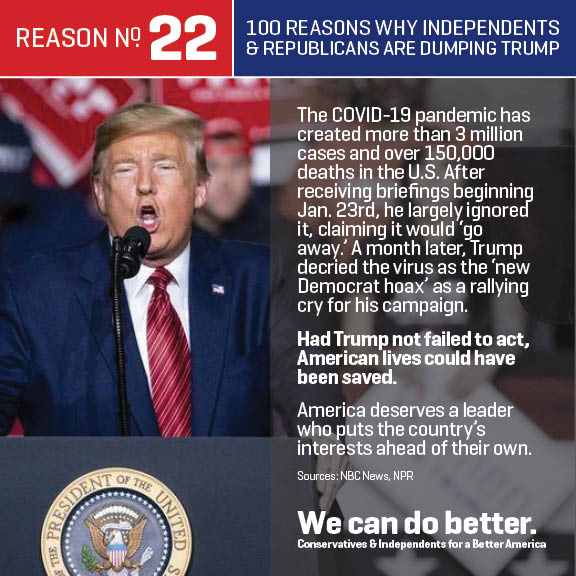 REASON Nº 22
100 REASONS WHY INDEPENDENTS
& REPUBLICANS ARE DUMPING TRUMP
The COVID-19 pandemic has
created more than 3 million
cases and over 150,000
deaths in the U.S. After
receiving briefings beginning
Jan. 23rd, he largely ignored
it, claiming it would ‘go
away.’ A month later, Trump
decried the virus as the ‘new
Democrat hoax’ as a rallying
cry for his campaign.
Had Trump not failed to act,
American lives could have
been saved.
America deserves a leader
who puts the country’s
interests ahead of their own.
Sources: NBC News, NPR
We can do better.
Conservatives & Independents for a Better America
PRESIDENT OF THE UNITED